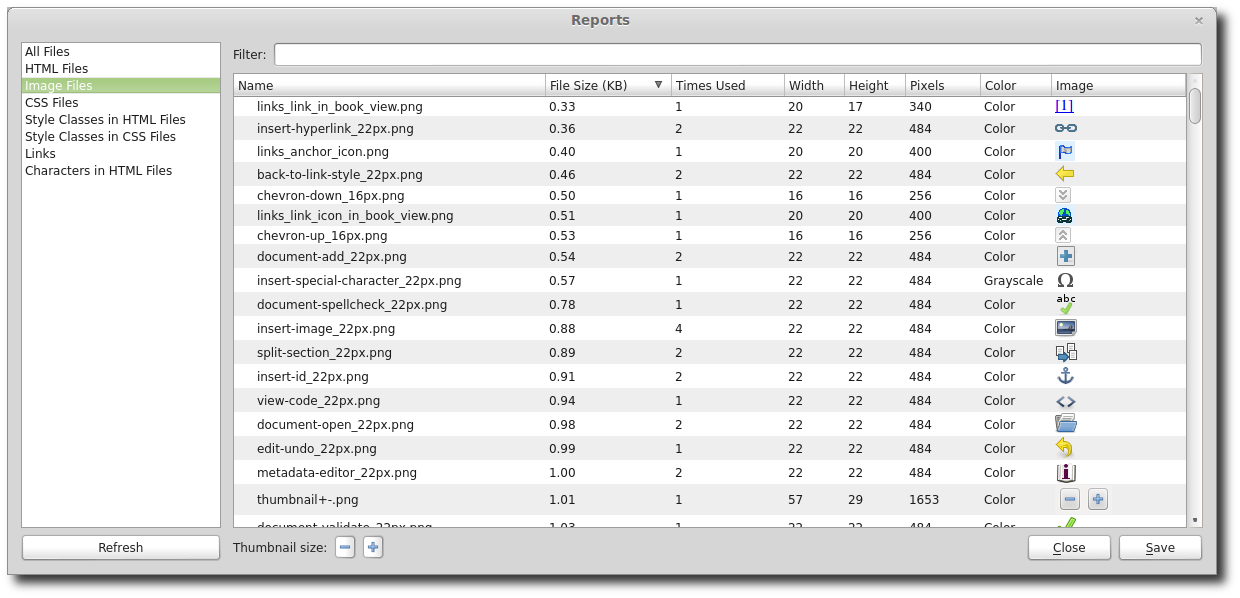 Reports
All Files
HTML Files
Image Files
CSS Files
Style Classes in HTML Files
Style Classes in CSS Files
Links
Characters in HTML Files
Filter:
Name File Size (KB) Times Used Width Height Pixels Color Image
links_link_in_book_view.png 0.33 1 20 17 340 Color [1]
insert-hyperlink_22px.png 0.36 2 22 22 484 Color
links_anchor_icon.png 0.40 1 20 20 400 Color
back-to-link-style_22px.png 0.46 2 22 22 484 Color
chevron-down_16px.png 0.50 1 16 16 256 Color
links_link_icon_in_book_view.png 0.51 1 20 20 400 Color
chevron-up_16px.png 0.53 1 16 16 256 Color
document-add_22px.png 0.54 2 22 22 484 Color
insert-special-character_22px.png 0.57 1 22 22 484 Grayscale Ω
document-spellcheck_22px.png 0.78 1 22 22 484 Color abc
insert-image_22px.png 0.88 4 22 22 484 Color
split-section_22px.png 0.89 2 22 22 484 Color
insert-id_22px.png 0.91 2 22 22 484 Color
view-code_22px.png 0.94 1 22 22 484 Color <>
document-open_22px.png 0.98 2 22 22 484 Color
edit-undo_22px.png 0.99 1 22 22 484 Color
metadata-editor_22px.png 1.00 2 22 22 484 Color i
thumbnail+-.png 1.01 1 57 29 1653 Color - +
document-validate_22px.png 1.03 1 22 22 484 Color
Refresh
Thumbnail size: - +
Close
Save